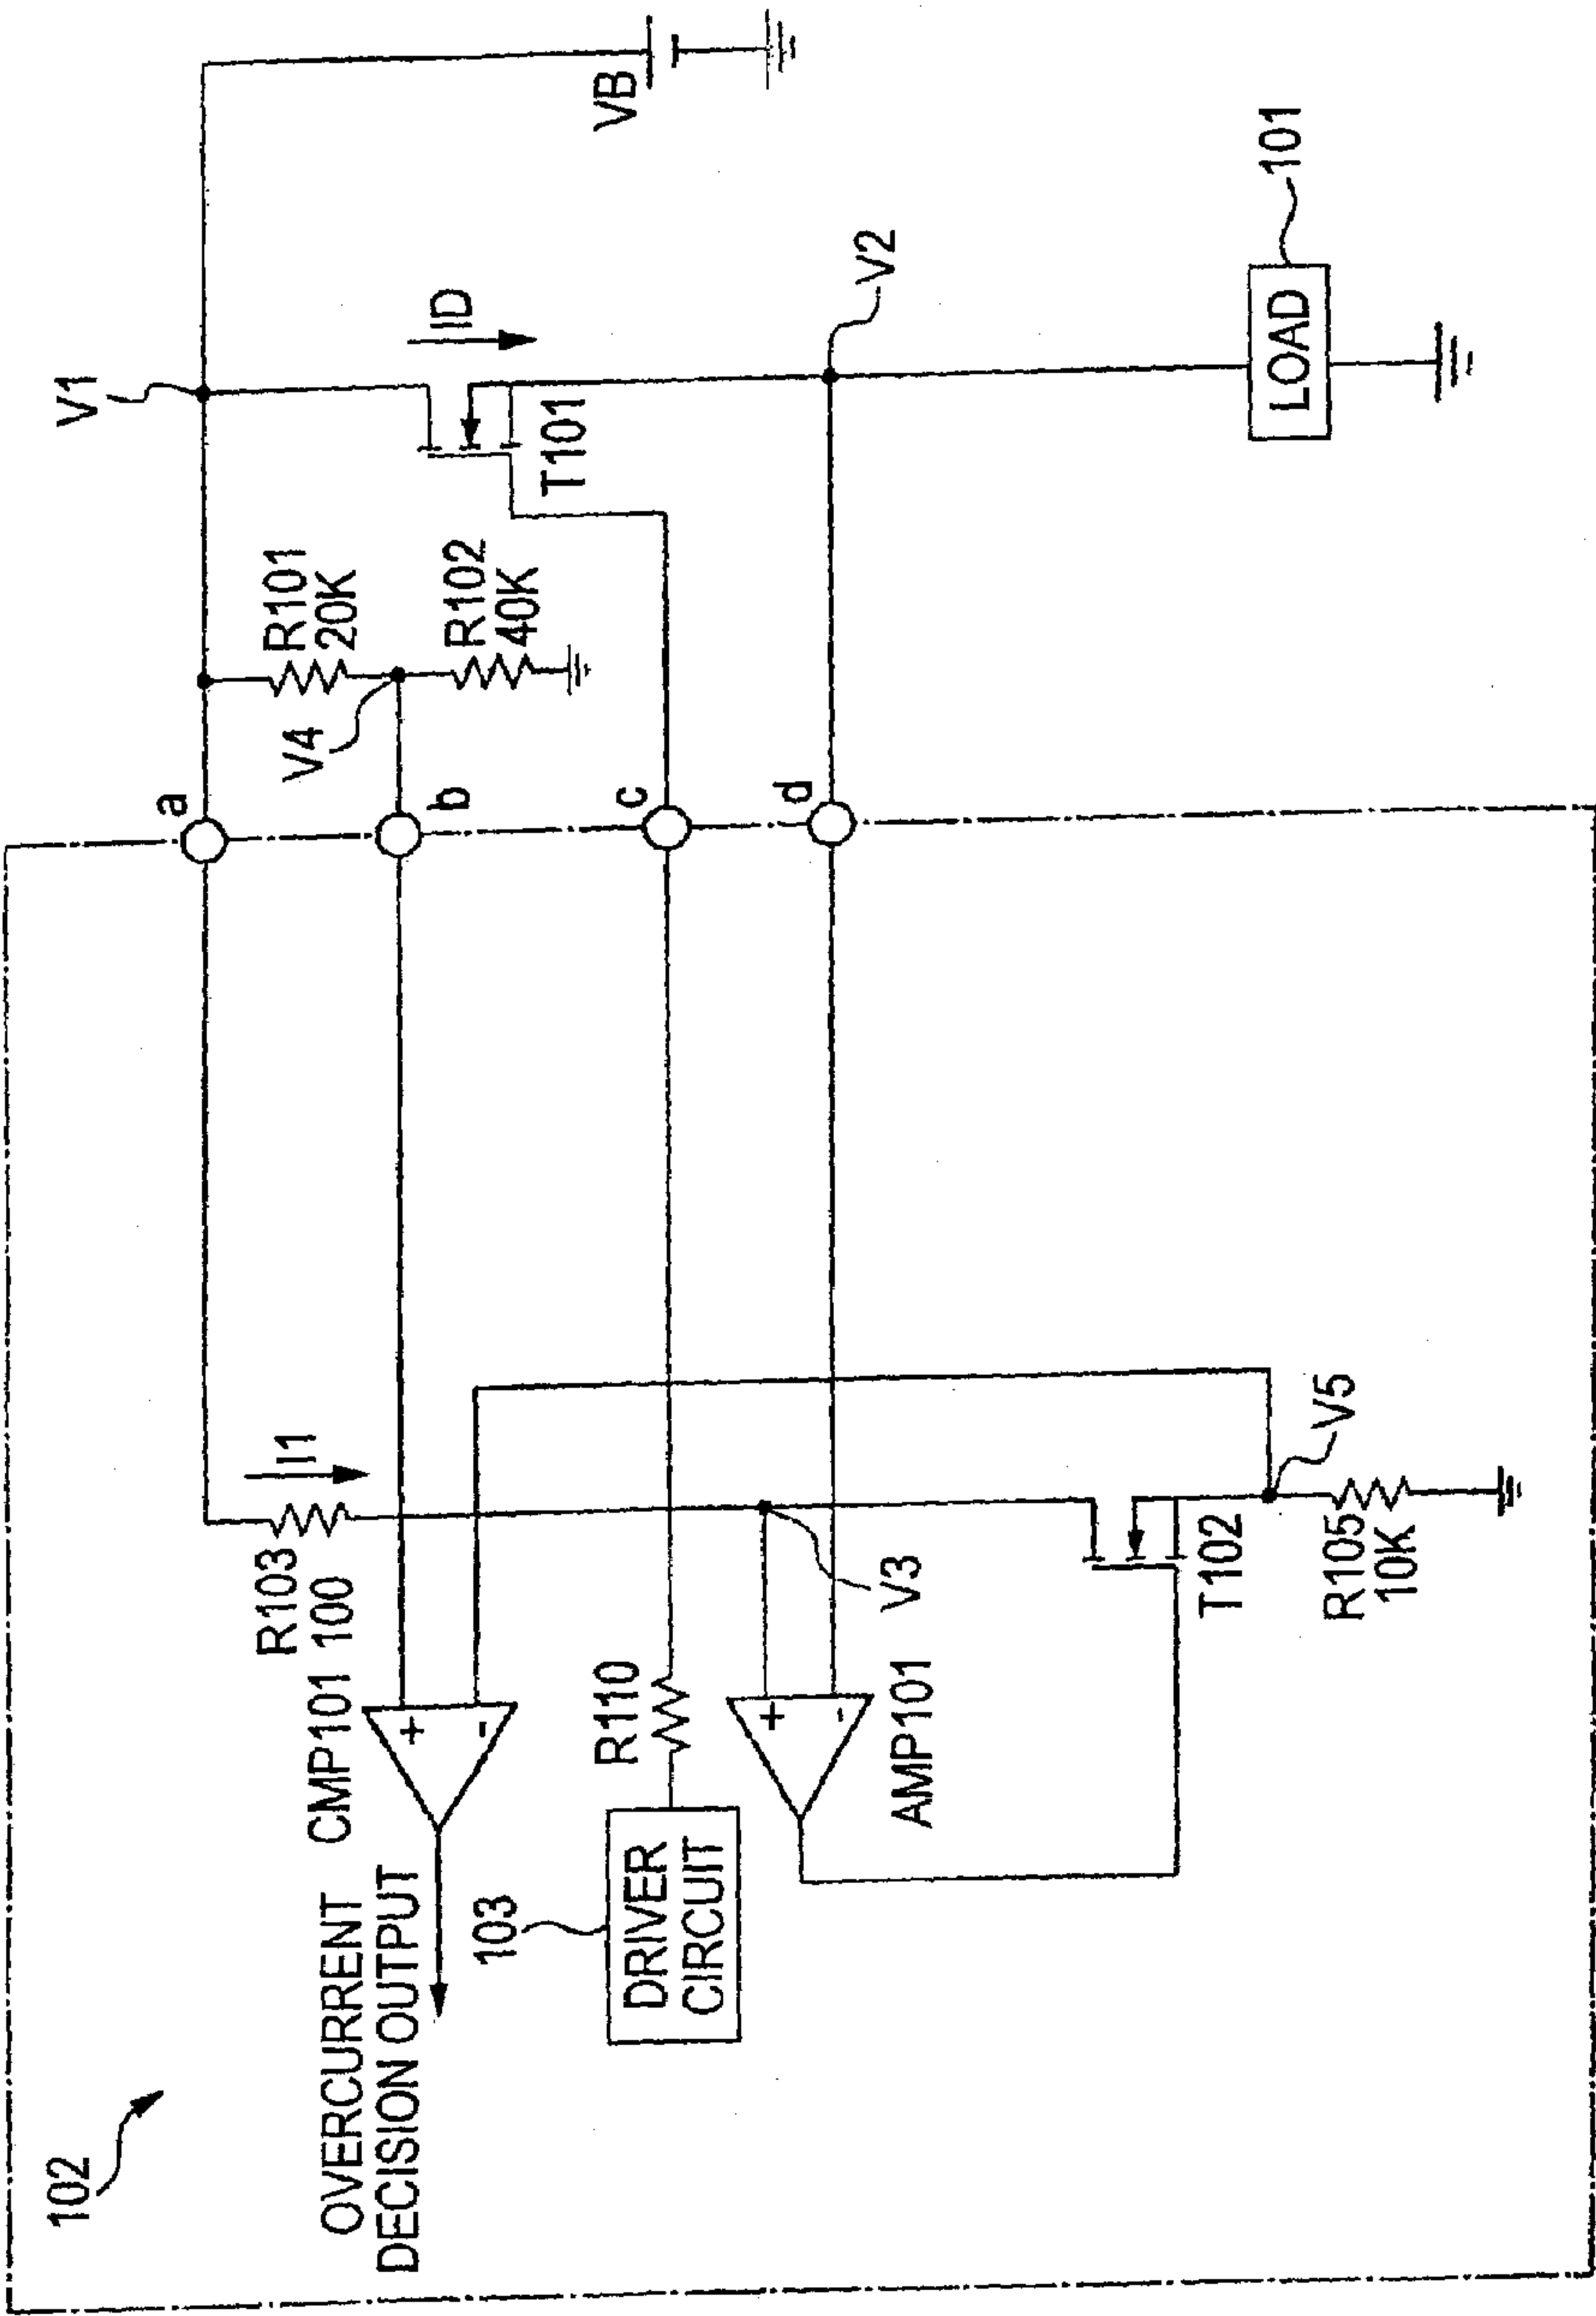 102
OVERCURRENT
DECISION OUTPUT
CMP101
+
-
R103
100
I1
103
DRIVER
CIRCUIT
R110
AMP101
+
-
V3
T102
V5
R105
10K
a
b
c
d
V4
R101
20K
R102
40K
V1
T101
ID
V2
VB
LOAD
101